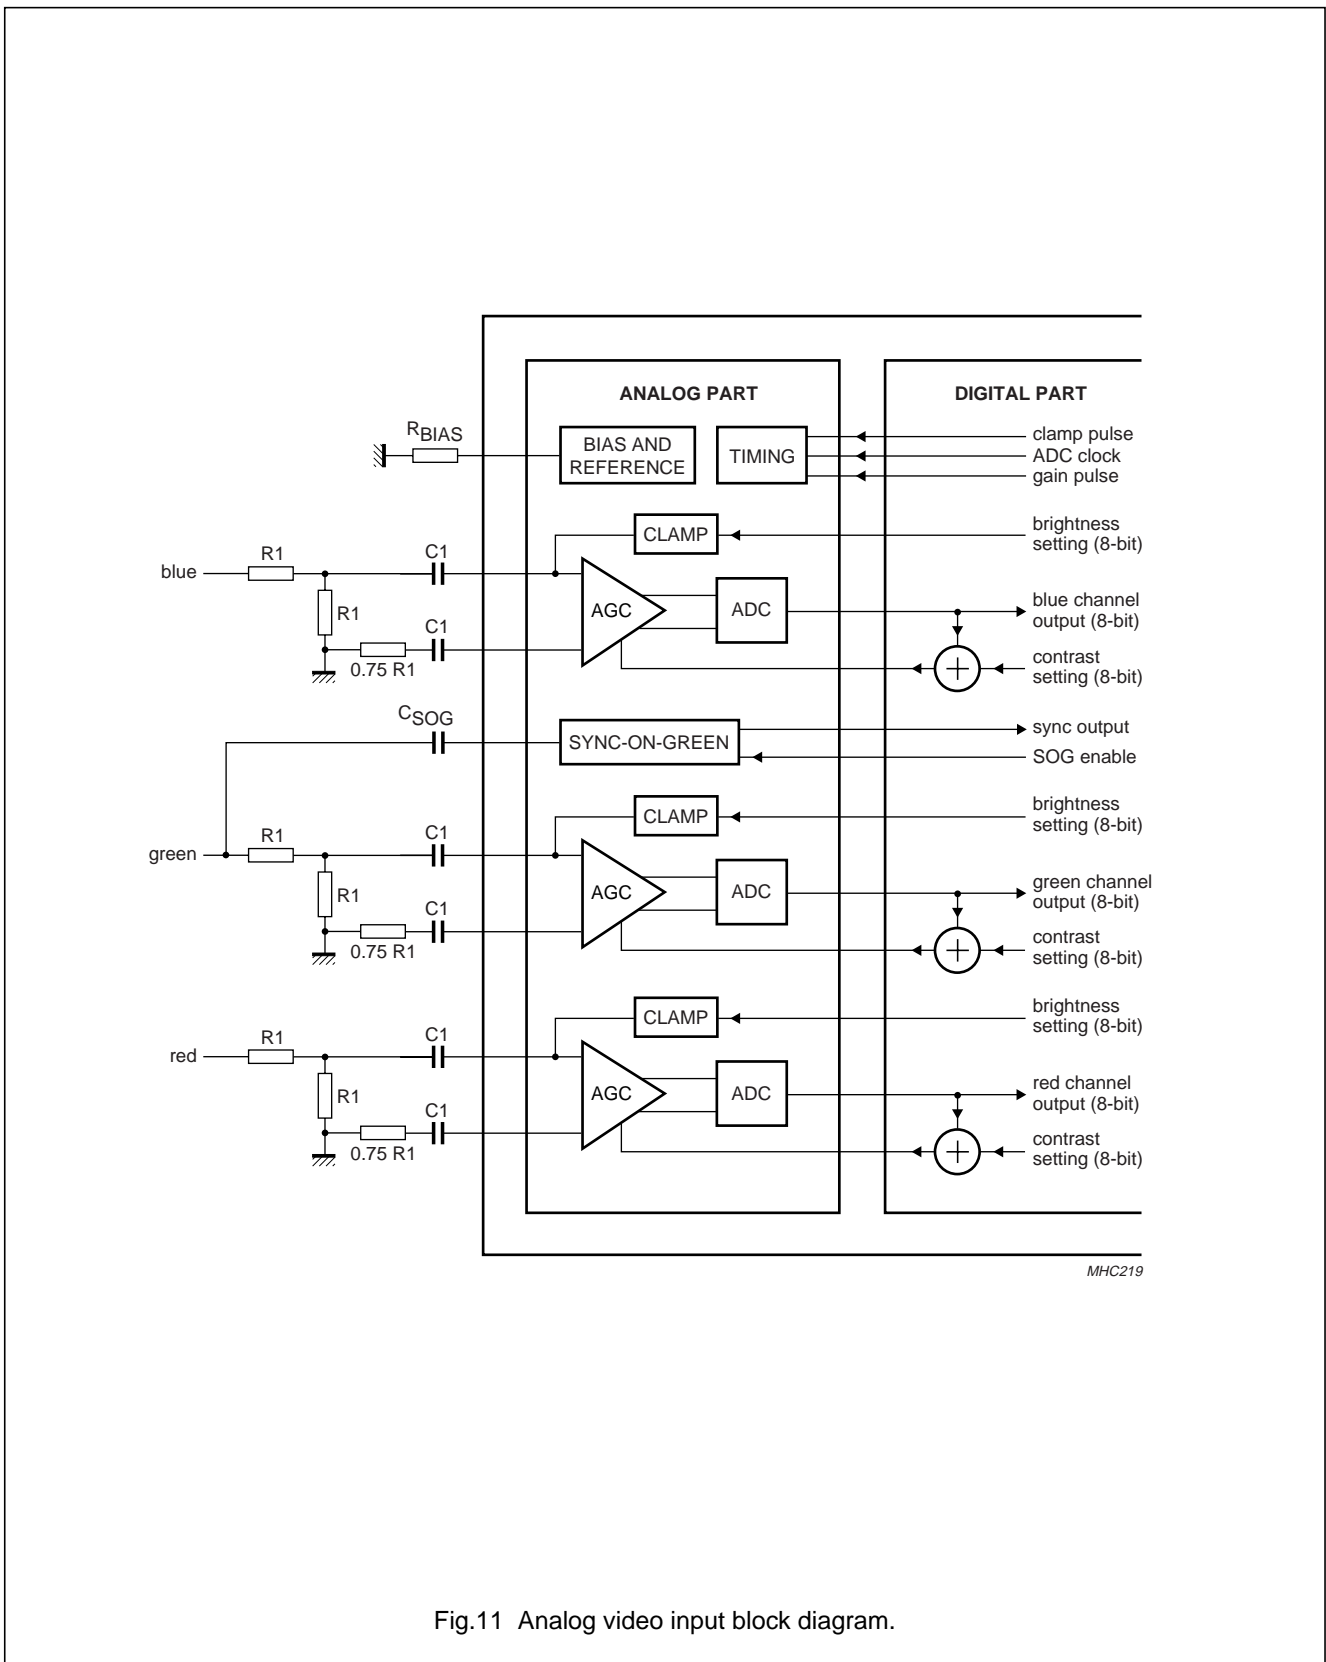 ANALOG PART
DIGITAL PART
RBIAS
BIAS AND
REFERENCE
TIMING
clamp pulse
ADC clock
gain pulse
CLAMP
brightness
setting (8-bit)
blue
R1
C1
R1
C1
0.75 R1
AGC
ADC
blue channel
output (8-bit)
contrast
setting (8-bit)
CSOG
SYNC-ON-GREEN
sync output
SOG enable
CLAMP
brightness
setting (8-bit)
green
R1
C1
R1
C1
0.75 R1
AGC
ADC
green channel
output (8-bit)
contrast
setting (8-bit)
CLAMP
brightness
setting (8-bit)
red
R1
C1
R1
C1
0.75 R1
AGC
ADC
red channel
output (8-bit)
contrast
setting (8-bit)
MHC219
Fig.11 Analog video input block diagram.